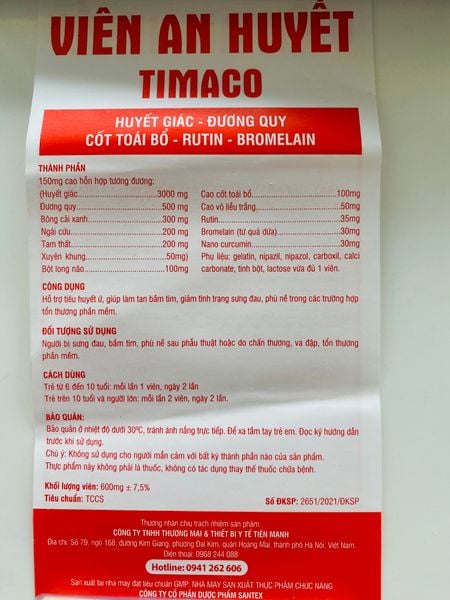 VIÊN AN HUYẾT
TIMACO
HUYẾT GIÁC - ĐƯƠNG QUY
CỐT TOÁI BỔ - RUTIN - BROMELAIN
THÀNH PHẦN
150mg cao hỗn hợp tương đương:
(Huyết giác...............................3000 mg
Đương quy................................500 mg
Bông cải xanh...........................300 mg
Ngải cứu...................................200 mg
Tam thất...................................200 mg
Xuyên khung..............................50mg)
Bột long não..............................100mg
Cao cốt toái bổ.............................100mg
Cao vỏ liễu trắng............................50mg
Rutin.............................................35mg
Bromelain (từ quả dứa)..................30mg
Nano curcumin..............................30mg
Phụ liệu: gelatin, nipazil, nipazol, carboxil, calci
carbonate, tinh bột, lactose vừa đủ 1 viên.
CÔNG DỤNG
Hỗ trợ tiêu huyết ứ, giúp làm tan bầm tím, giảm tình trạng sưng đau, phù nề trong các trường hợp
tổn thương phần mềm.
ĐỐI TƯỢNG SỬ DỤNG
Người bị sưng đau, bầm tím, phù nề sau phẫu thuật hoặc do chấn thương, va đập, tổn thương
phần mềm.
CÁCH DÙNG
Trẻ từ 6 đến 10 tuổi: mỗi lần 1 viên, ngày 2 lần
Trẻ trên 10 tuổi và người lớn: mỗi lần 2 viên, ngày 2 lần.
BẢO QUẢN:
Bảo quản ở nhiệt độ dưới 30ºC, tránh ánh nắng trực tiếp. Để xa tầm tay trẻ em. Đọc kỹ hướng dẫn
trước khi sử dụng.
Chú ý: Không sử dụng cho người mẫn cảm với bất kỳ thành phần nào của sản phẩm.
Thực phẩm này không phải là thuốc, không có tác dụng thay thế thuốc chữa bệnh.
Khối lượng viên: 600mg ± 7,5%
Tiêu chuẩn: TCCS
Số ĐKSP: 2651/2021/ĐKSP
Thương nhân chịu trách nhiệm sản phẩm:
CÔNG TY TNHH THƯƠNG MẠI & THIẾT BỊ Y TẾ TIẾN MẠNH
Địa chỉ: Số 79, ngõ 168, đường Kim Giang, phường Đại Kim, quận Hoàng Mai, thành phố Hà Nội, Việt Nam.
Điện thoại: 0968 244 088
Hotline: 0941 262 606
Sản xuất tại nhà máy đạt tiêu chuẩn GMP: NHÀ MÁY SẢN XUẤT THỰC PHẨM CHỨC NĂNG
CÔNG TY CỔ PHẦN DƯỢC PHẨM SANTEX